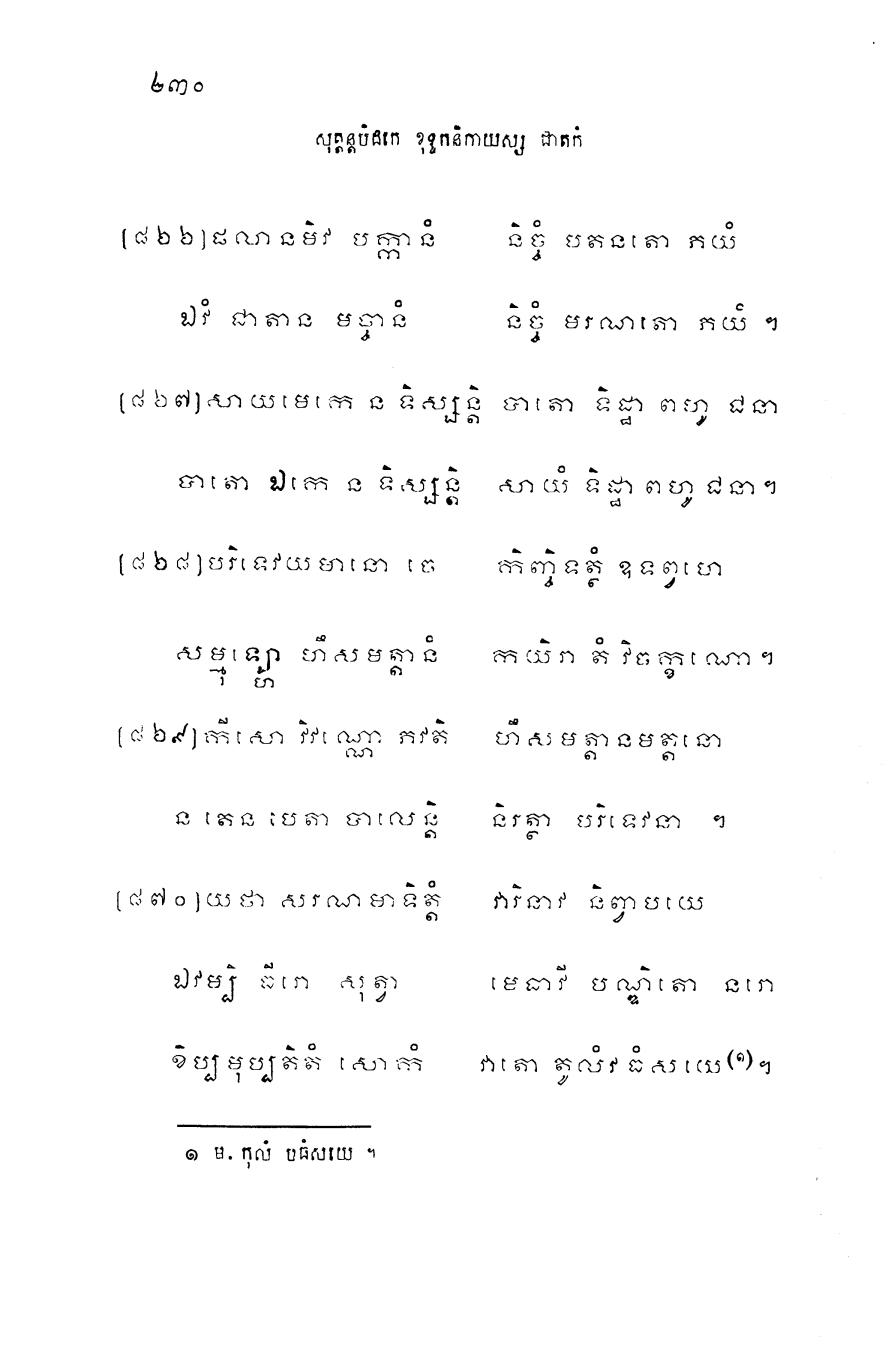 ២៣០
សុត្តន្តបិដកេ ខុទ្ទកនិកាយស្ស ជាតកំ
[៨៦៦] ផលានមិវ បក្កានំ និច្ចំ បតនតោ ភយំ
ឯវំ ជាតាន មច្ចានំ និច្ចំ មរណតោ ភយំ ។
[៨៦៧] សាយមេកេ ន ទិស្សន្តិ បាតោ ទិដ្ឋា ពហូ ជនា
បាតោ ឯកេ ន ទិស្សន្តិ សាយំ ទិដ្ឋា ពហូ ជនា។
[៨៦៨] បរិទេវយមានោ ចេ កិញ្ចិទត្ថំ ឧទព្វហេ
សម្មុឡ្ហោ ហឹសមត្តានំ កយិរា តំ វិចក្ខណោ។
[៨៦៩] កីសោ វិវណ្ណោ ភវតិ ហឹសមត្តានមត្តនោ
ន តេន បេតា បាលេន្តិ និរត្ថា បរិទេវនា ។
[៨៧០] យថា សរណមាទិត្តំ វារិនាវ និព្វាបយេ
ឯវម្បិ ធីរោ សុត្វា មេធាវី បណ្ឌិតោ នរោ
ខិប្បមុប្បតិតំ សោកំ វាតោ តូលំវ ធំសយេ(១)។
១ ម. តុលំ បធំសយេ ។